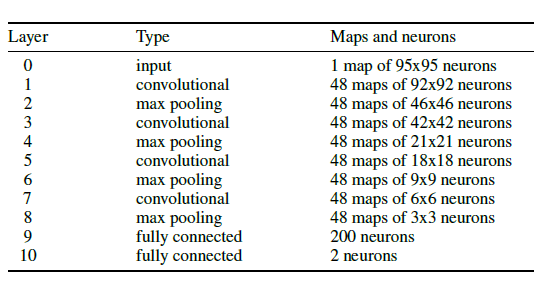 Layer Type Maps and neurons
0 input 1 map of 95x95 neurons
1 convolutional 48 maps of 92x92 neurons
2 max pooling 48 maps of 46x46 neurons
3 convolutional 48 maps of 42x42 neurons
4 max pooling 48 maps of 21x21 neurons
5 convolutional 48 maps of 18x18 neurons
6 max pooling 48 maps of 9x9 neurons
7 convolutional 48 maps of 6x6 neurons
8 max pooling 48 maps of 3x3 neurons
9 fully connected 200 neurons
10 fully connected 2 neurons